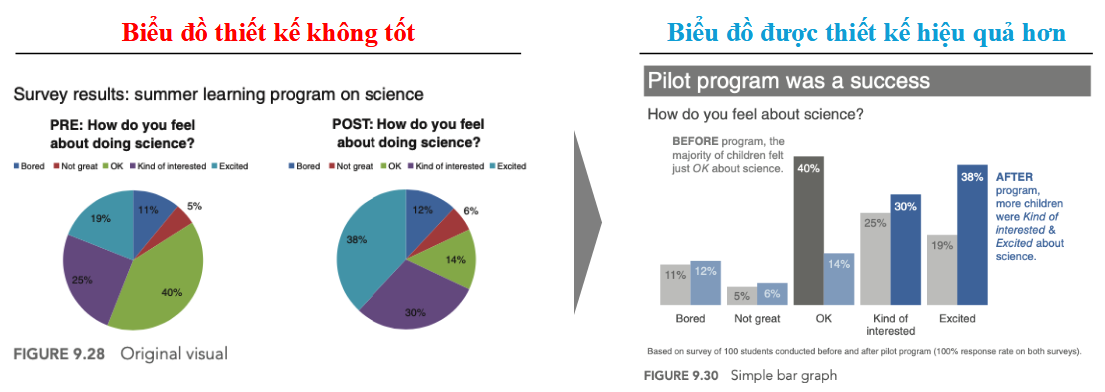 Biểu đồ thiết kế không tốt
Survey results: summer learning program on science
PRE: How do you feel
about doing science?
Bored Not great OK Kind of interested Excited
11%
5%
40%
25%
19%
POST: How do you feel
about doing science?
Bored Not great OK Kind of interested Excited
12%
6%
14%
30%
38%
FIGURE 9.28 Original visual
Biểu đồ được thiết kế hiệu quả hơn
Pilot program was a success
How do you feel about science?
BEFORE program, the
majority of children felt
just OK about science.
11%
12%
5%
6%
40%
14%
25%
30%
19%
38%
AFTER
program,
more children
were Kind of
interested &
Excited about
science.
Bored
Not great
OK
Kind of
interested
Excited
Based on survey of 100 students conducted before and after pilot program (100% response rate on both surveys).
FIGURE 9.30 Simple bar graph